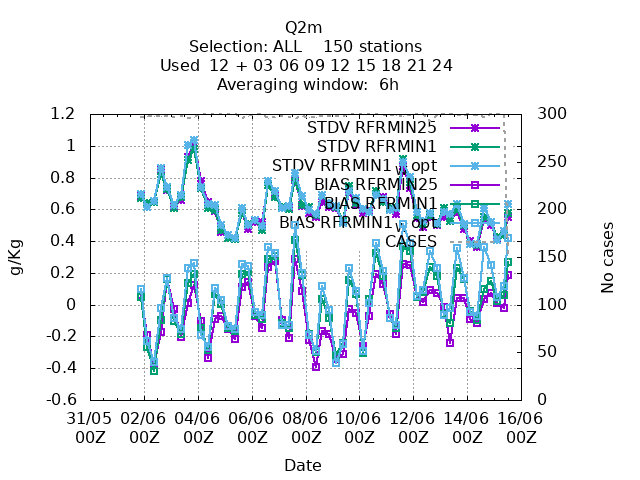 Q2m
Selection: ALL 150 stations
Used 12 + 03 06 09 12 15 18 21 24
Averaging window: 6h
1.2
1
0.8
0.6
0.4
0.2
0
-0.2
-0.4
-0.6
g/Kg
300
250
200
150
100
50
0
No cases
STDV RFRMIN25
STDV RFRMIN1
STDV RFRMIN1 opt
BIAS RFRMIN25
BIAS RFRMIN1
BIAS RFRMIN1 opt
CASES
31/05 02/06 04/06 06/06 08/06 10/06 12/06 14/06 16/06
00Z 00Z 00Z 00Z 00Z 00Z 00Z 00Z 00Z
Date